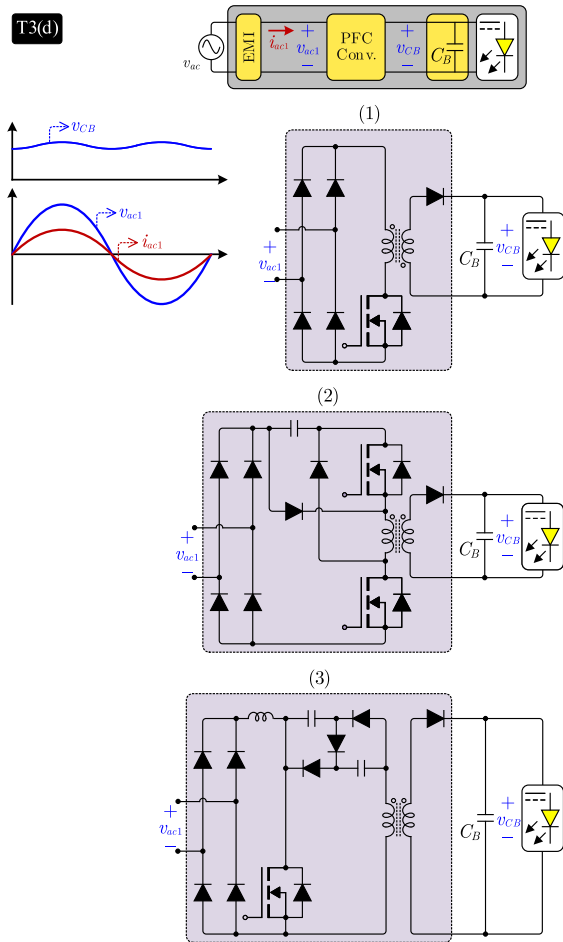 T3(d)
v_ac
EMI
i_ac1
+
v_ac1
−
PFC
Conv.
+
v_CB
−
C_B
v_CB
v_ac1
i_ac1
(1)
+
v_ac1
−
C_B
+
v_CB
−
(2)
+
v_ac1
−
C_B
+
v_CB
−
(3)
+
v_ac1
−
C_B
+
v_CB
−